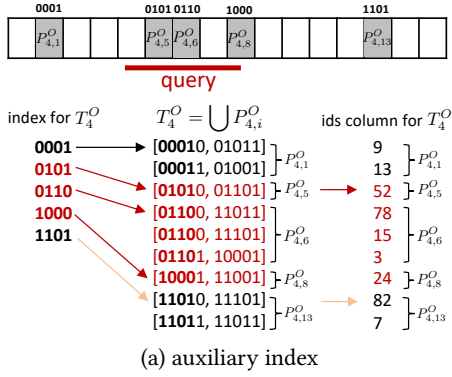 0001 0101 0110 1000 1101
P^O_{4,1} P^O_{4,5} P^O_{4,6} P^O_{4,8} P^O_{4,13}
query
index for T^O_4 T^O_4 = ⋃ P^O_{4,i} ids column for T^O_4
0001 [00010, 01011] 9
0101 [00011, 01001] P^O_{4,1} 13 P^O_{4,1}
0110 [01010, 01101] P^O_{4,5} 52 P^O_{4,5}
1000 [01100, 11011] 78
1101 [01100, 11011] P^O_{4,6} 15 P^O_{4,6}
[01101, 10001] 3
[10001, 11001] P^O_{4,8} 24 P^O_{4,8}
[11010, 11101] 82
[11011, 11011] P^O_{4,13} 7 P^O_{4,13}
(a) auxiliary index